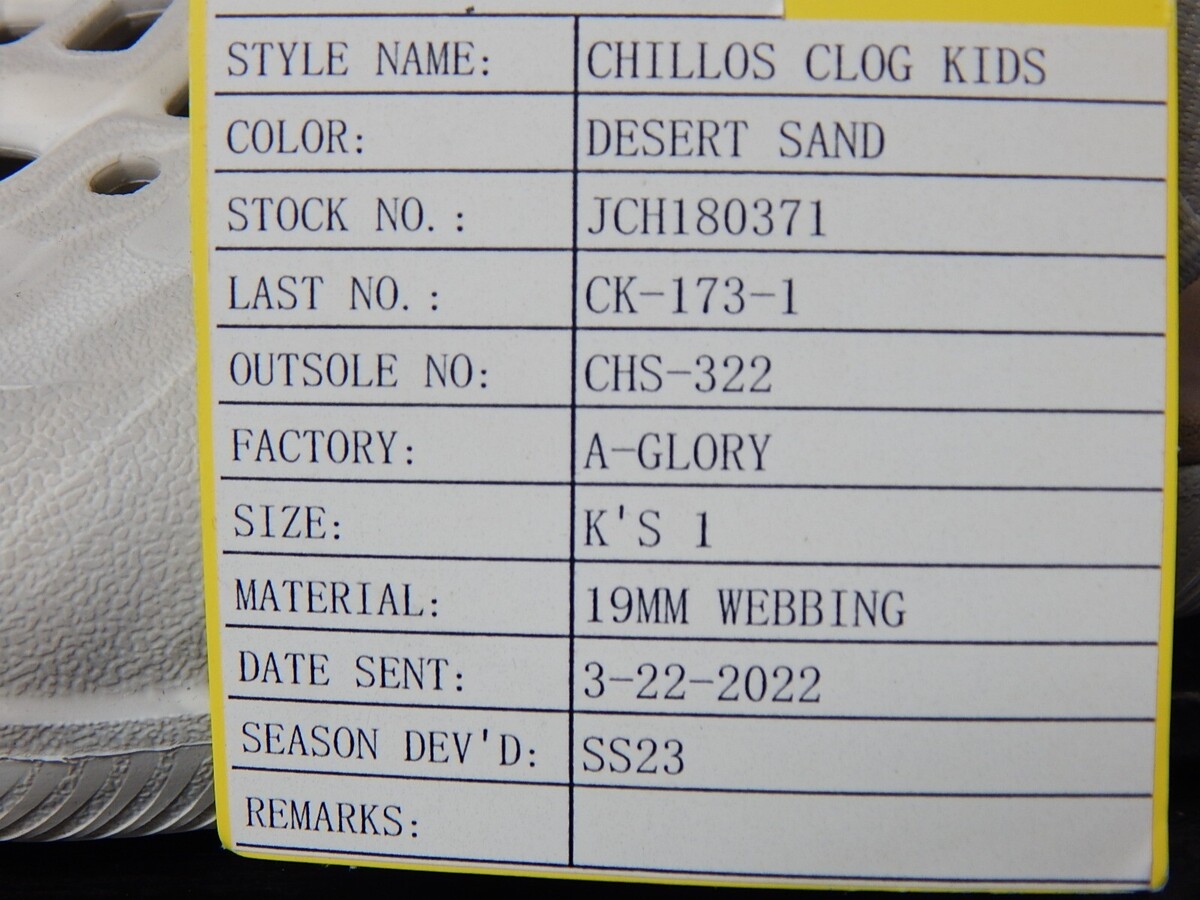 STYLE NAME: CHILLOS CLOG KIDS
COLOR: DESERT SAND
STOCK NO.: JCH180371
LAST NO.: CK-173-1
OUTSOLE NO: CHS-322
FACTORY: A-GLORY
SIZE: K'S 1
MATERIAL: 19MM WEBBING
DATE SENT: 3-22-2022
SEASON DEV'D: SS23
REMARKS: